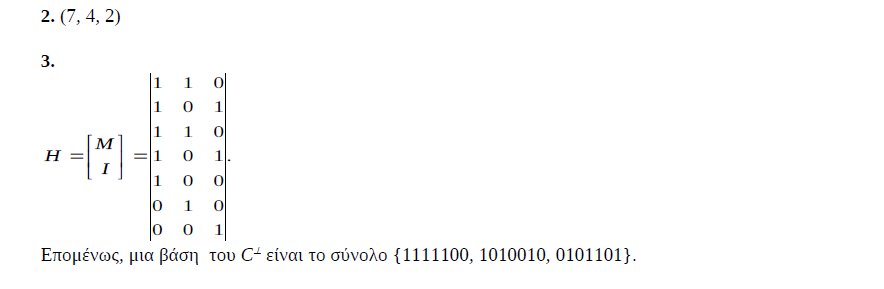 2. (7, 4, 2)
3.
1 1 0
1 0 1
1 1 0
H = [M I] = 1 0 1.
1 0 0
0 1 0
0 0 1
Επομένως, μια βάση του C⊥ είναι το σύνολο {1111100, 1010010, 0101101}.